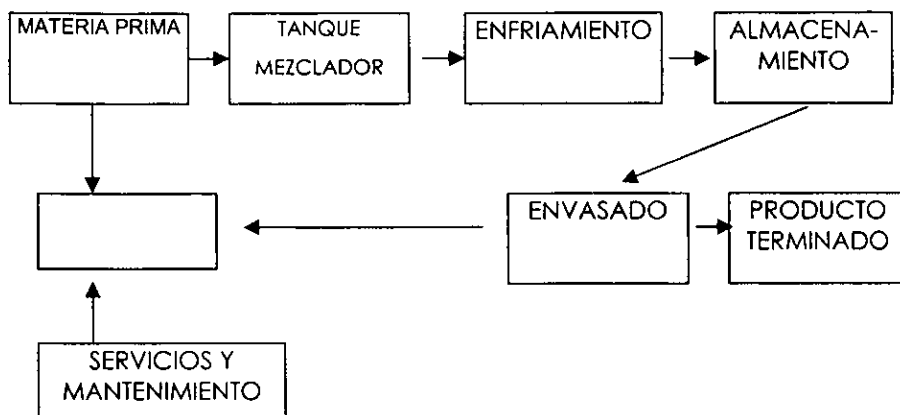 MATERIA PRIMA
TANQUE
MEZCLADOR
ENFRIAMIENTO
ALMACENA-
MIENTO
ENVASADO
PRODUCTO
TERMINADO
SERVICIOS Y
MANTENIMIENTO